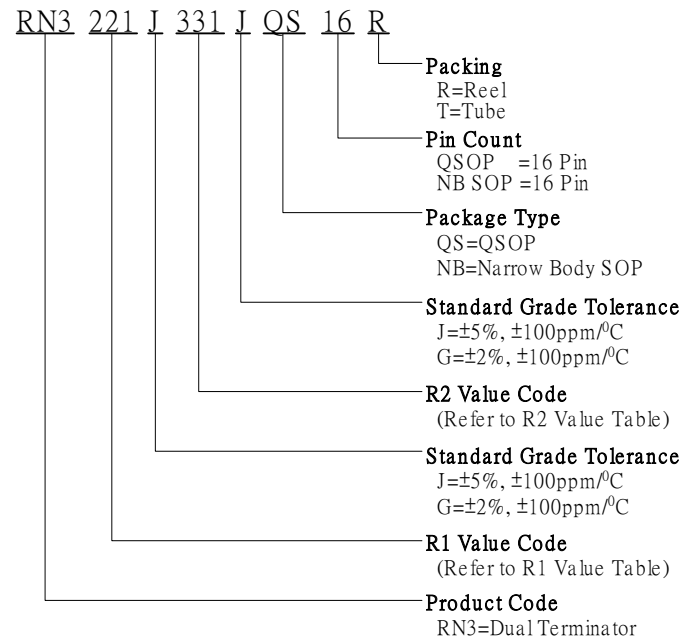 RN3 221 J 331 J QS 16 R
Packing
R=Reel
T=Tube
Pin Count
QSOP =16 Pin
NB SOP =16 Pin
Package Type
QS=QSOP
NB=Narrow Body SOP
Standard Grade Tolerance
J=±5%, ±100ppm/⁰C
G=±2%, ±100ppm/⁰C
R2 Value Code
(Refer to R2 Value Table)
Standard Grade Tolerance
J=±5%, ±100ppm/⁰C
G=±2%, ±100ppm/⁰C
R1 Value Code
(Refer to R1 Value Table)
Product Code
RN3=Dual Terminator